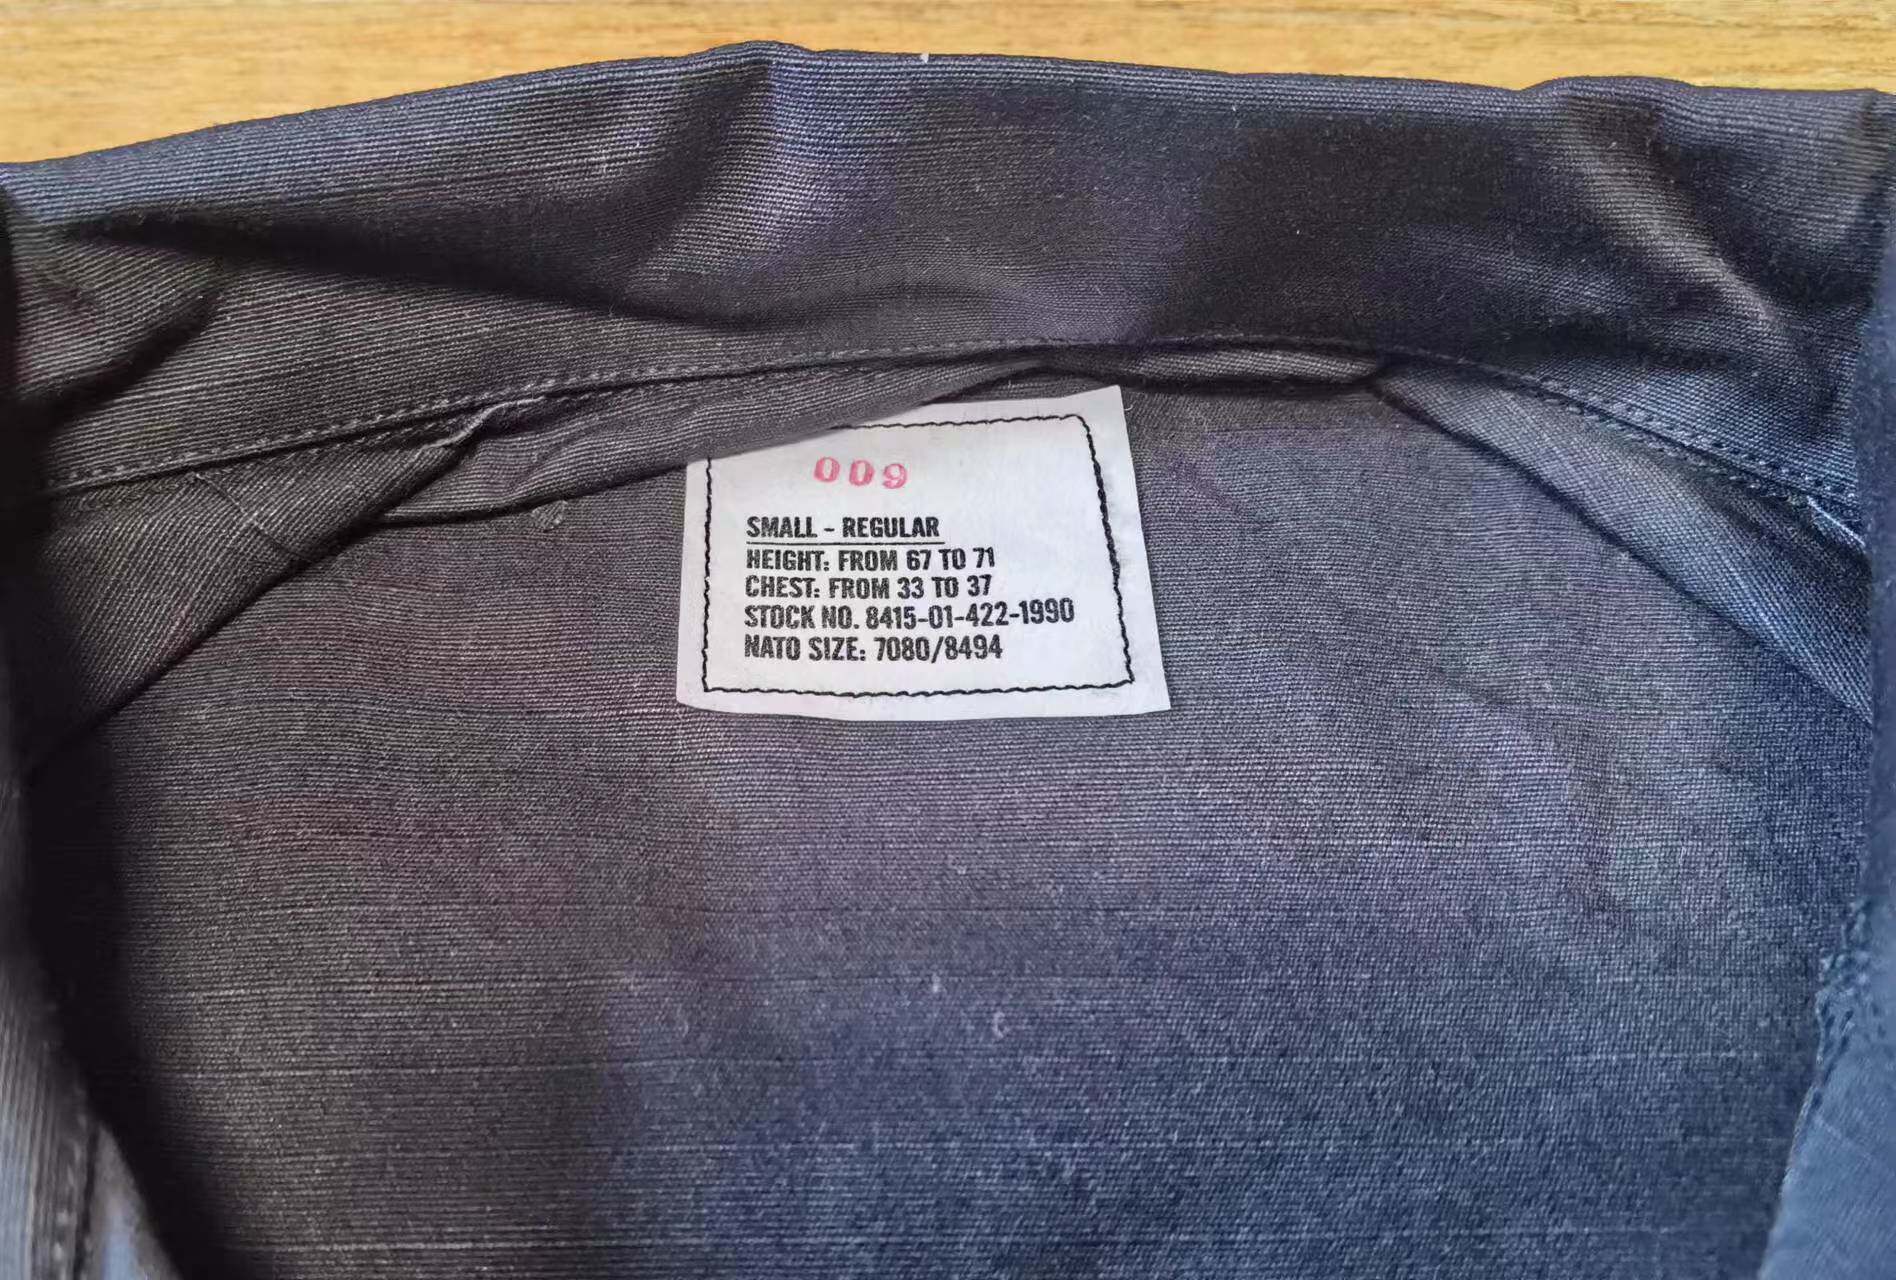 009
SMALL - REGULAR
HEIGHT: FROM 67 TO 71
CHEST: FROM 33 TO 37
STOCK NO. 8415-01-422-1990
NATO SIZE: 7080/8494